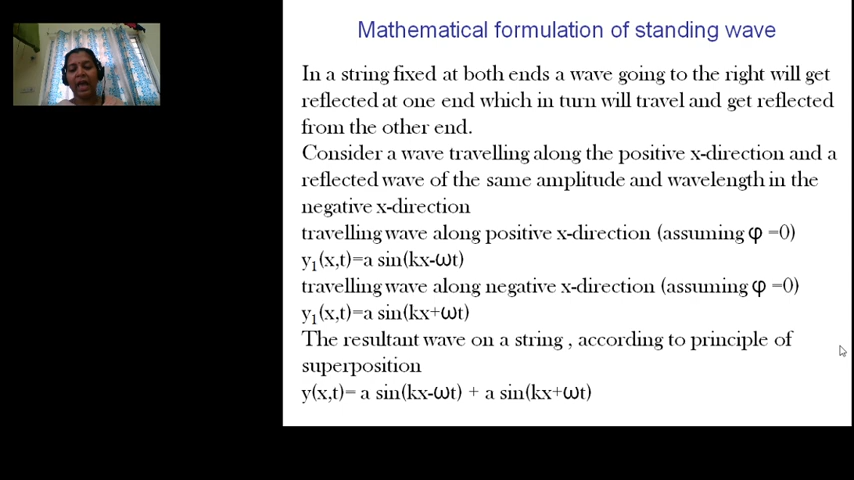 Mathematical formulation of standing wave
In a string fixed at both ends a wave going to the right will get
reflected at one end which in turn will travel and get reflected
from the other end.
Consider a wave travelling along the positive x-direction and a
reflected wave of the same amplitude and wavelength in the
negative x-direction
travelling wave along positive x-direction (assuming φ =0)
y₁(x,t)=a sin(kx-ωt)
travelling wave along negative x-direction (assuming φ =0)
y₁(x,t)=a sin(kx+ωt)
The resultant wave on a string , according to principle of
superposition
y(x,t)= a sin(kx-ωt) + a sin(kx+ωt)